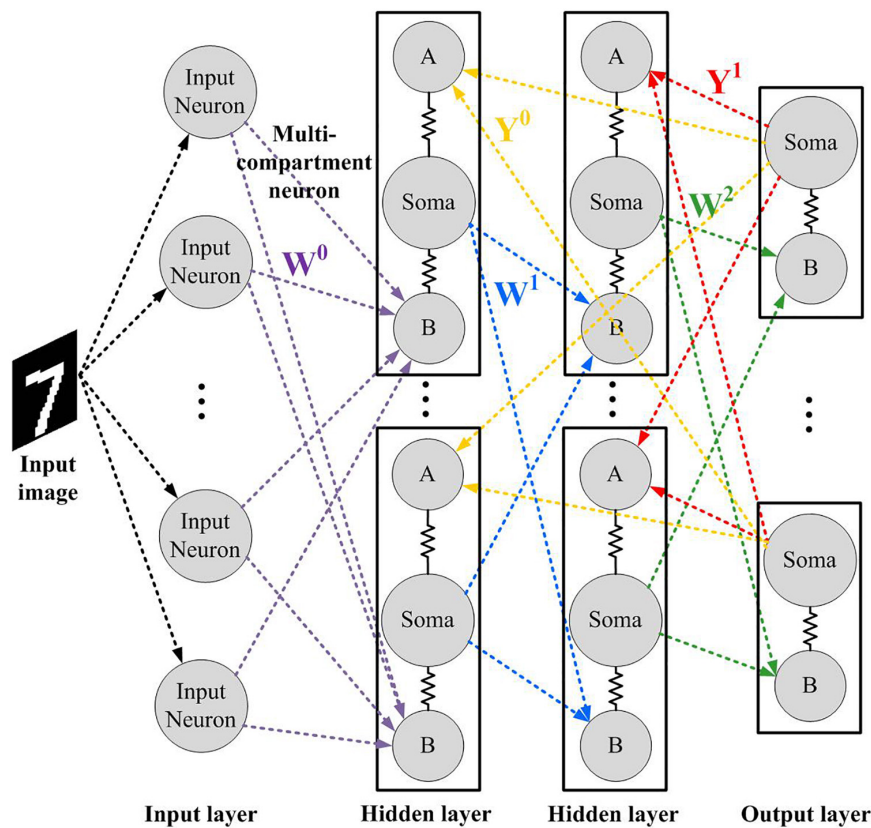 Input
Neuron
Input
Neuron
Input
Neuron
Input
Neuron
7
Input
image
Multi-
compartment
neuron
W⁰
A
Soma
B
A
Soma
B
Y⁰
W¹
A
Soma
B
A
Soma
B
Y¹
W²
Soma
B
Soma
B
Input layer
Hidden layer
Hidden layer
Output layer